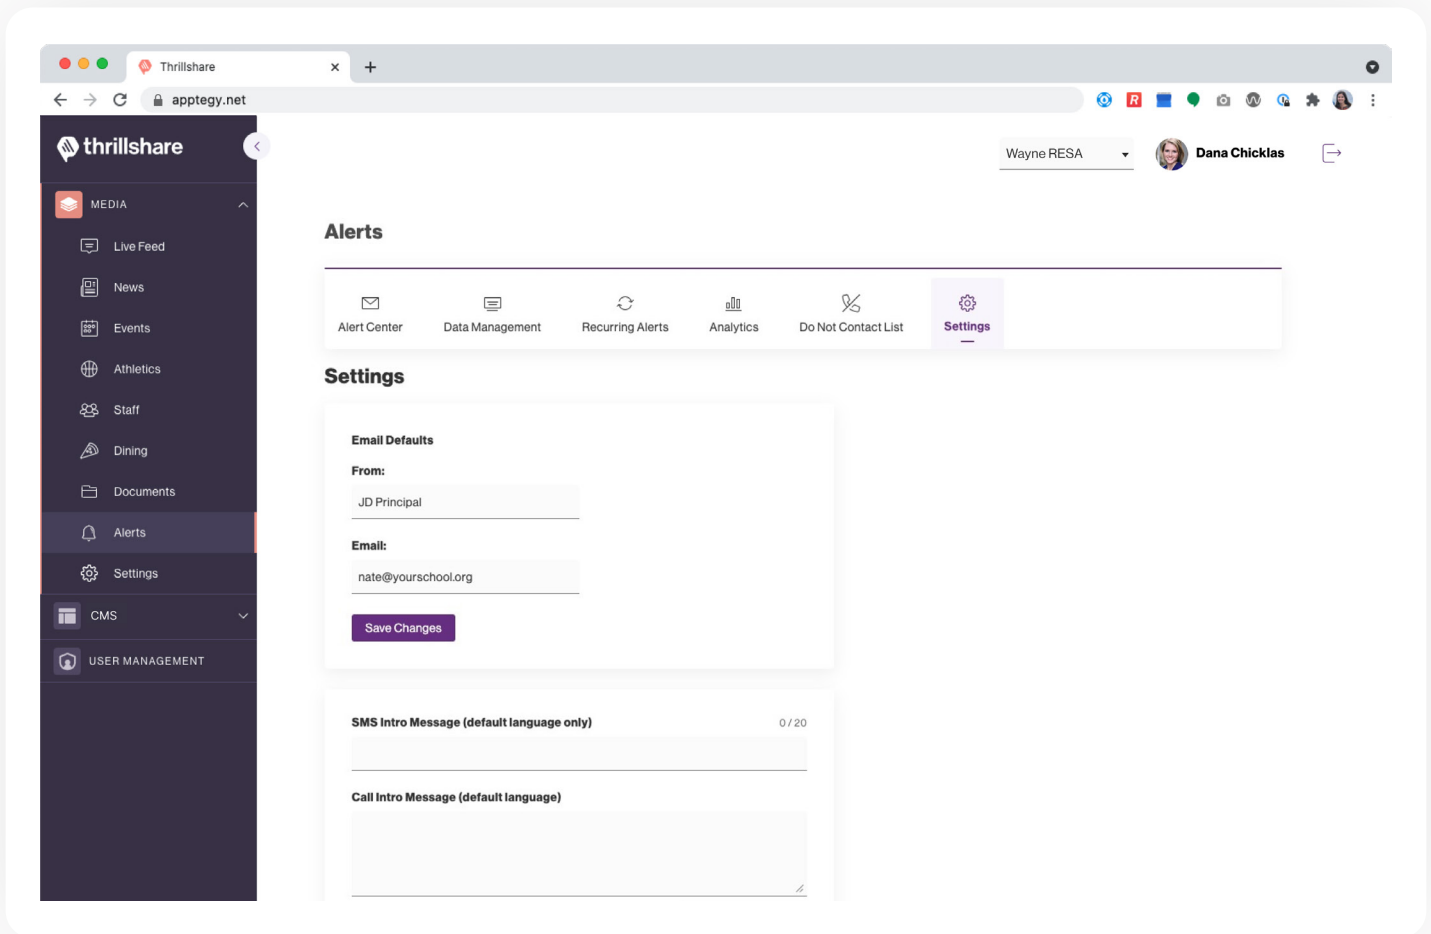 Thrillshare
apptegy.net
thrillshare
Wayne RESA
Dana Chicklas
MEDIA
Live Feed
News
Events
Athletics
Staff
Dining
Documents
Alerts
Settings
CMS
USER MANAGEMENT
Alerts
Alert Center
Data Management
Recurring Alerts
Analytics
Do Not Contact List
Settings
Settings
Email Defaults
From:
JD Principal
Email:
nate@yourschool.org
Save Changes
SMS Intro Message (default language only)
0 / 20
Call Intro Message (default language)